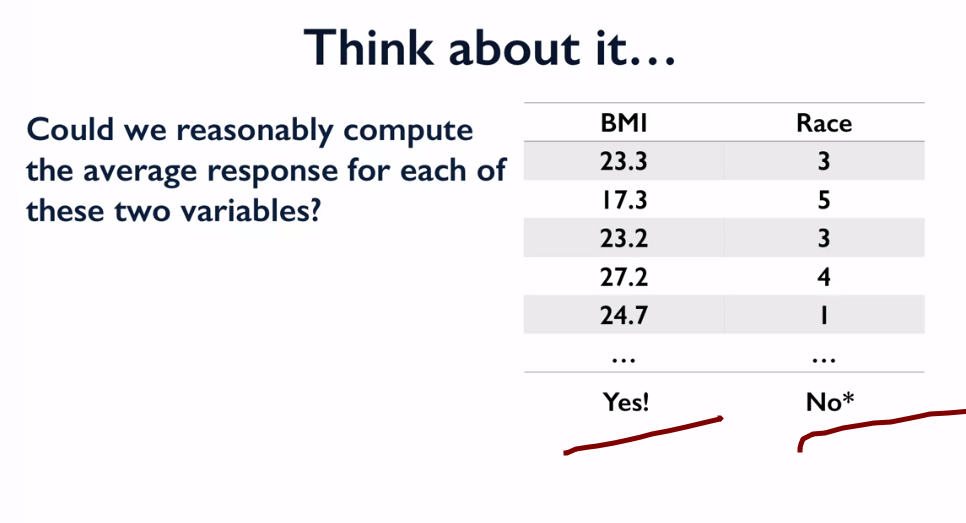 Think about it...
Could we reasonably compute
the average response for each of
these two variables?
BMI Race
23.3 3
17.3 5
23.2 3
27.2 4
24.7 1
... ...
Yes! No*